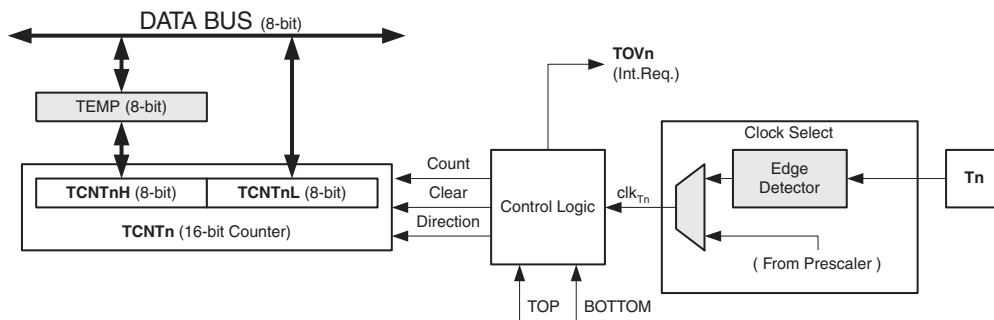 DATA BUS (8-bit)
TOVn
(Int.Req.)
TEMP (8-bit)
Clock Select
Count
Edge
Detector
Tn
TCNTnH (8-bit) TCNTnL (8-bit)
Clear
Control Logic
clkTn
Direction
TCNTn (16-bit Counter)
( From Prescaler )
TOP
BOTTOM